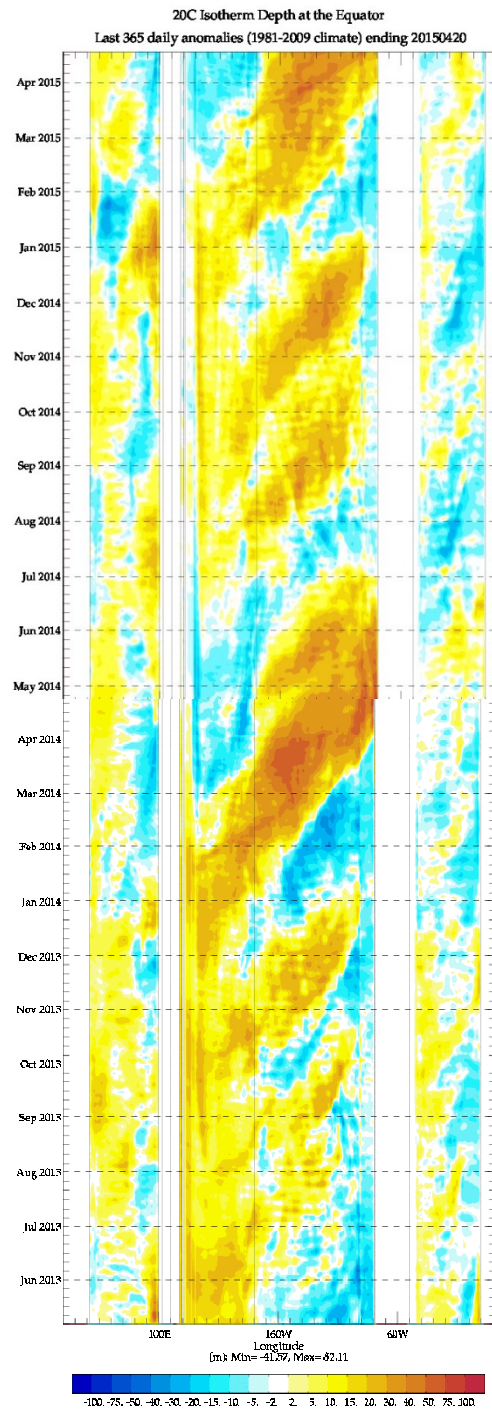 20C Isotherm Depth at the Equator
Last 365 daily anomalies (1981-2009 climate) ending 20150420
Apr 2015
Mar 2015
Feb 2015
Jan 2015
Dec 2014
Nov 2014
Oct 2014
Sep 2014
Aug 2014
Jul 2014
Jun 2014
May 2014
Apr 2014
Mar 2014
Feb 2014
Jan 2014
Dec 2013
Nov 2013
Oct 2013
Sep 2013
Aug 2013
Jul 2013
Jun 2013
100E 160W 60W
Longitude
(m): Min= -41.57, Max= 82.11
-100. -75. -50. -40. -30. -20. -15. -10. -5. -2. 2. 5. 10. 15. 20. 30. 40. 50. 75. 100.